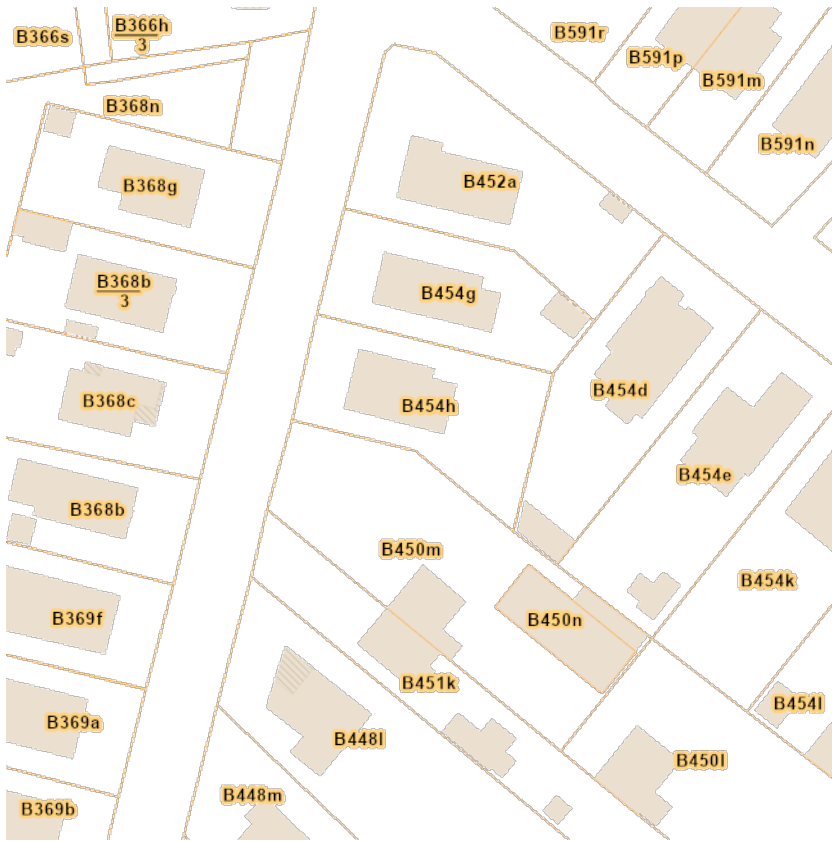 B366s
B366h
3
B591r
B591p
B591m
B368n
B591n
B368g
B452a
B368b
3
B454g
B454d
B368c
B454h
B454e
B368b
B450m
B454k
B369f
B450n
B451k
B454l
B369a
B448l
B450l
B448m
B369b